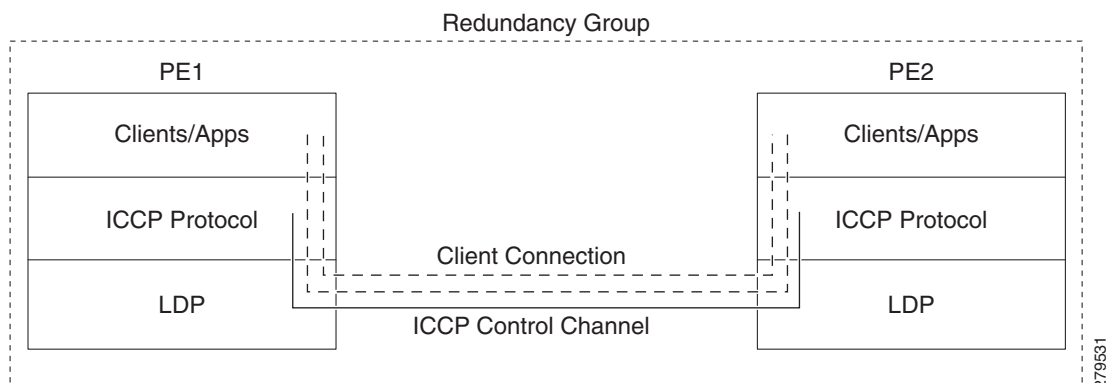 Redundancy Group
PE1
PE2
Clients/Apps
Clients/Apps
ICCP Protocol
ICCP Protocol
Client Connection
LDP
LDP
ICCP Control Channel
279531